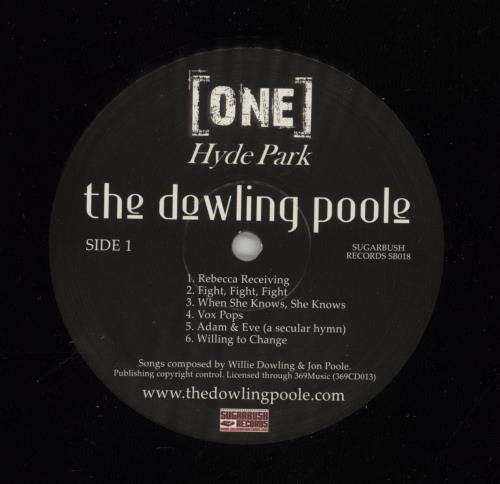 [ONE]
Hyde Park
the dowling poole
SIDE 1
SUGARBUSH
RECORDS SB018
1. Rebecca Receiving
2. Fight, Fight, Fight
3. When She Knows, She Knows
4. Vox Pops
5. Adam & Eve (a secular hymn)
6. Willing to Change
Songs composed by Willie Dowling & Jon Poole.
Publishing copyright control. Licensed through 369Music (369CD013)
www.thedowlingpoole.com
SUGARBUSH
RECORDS